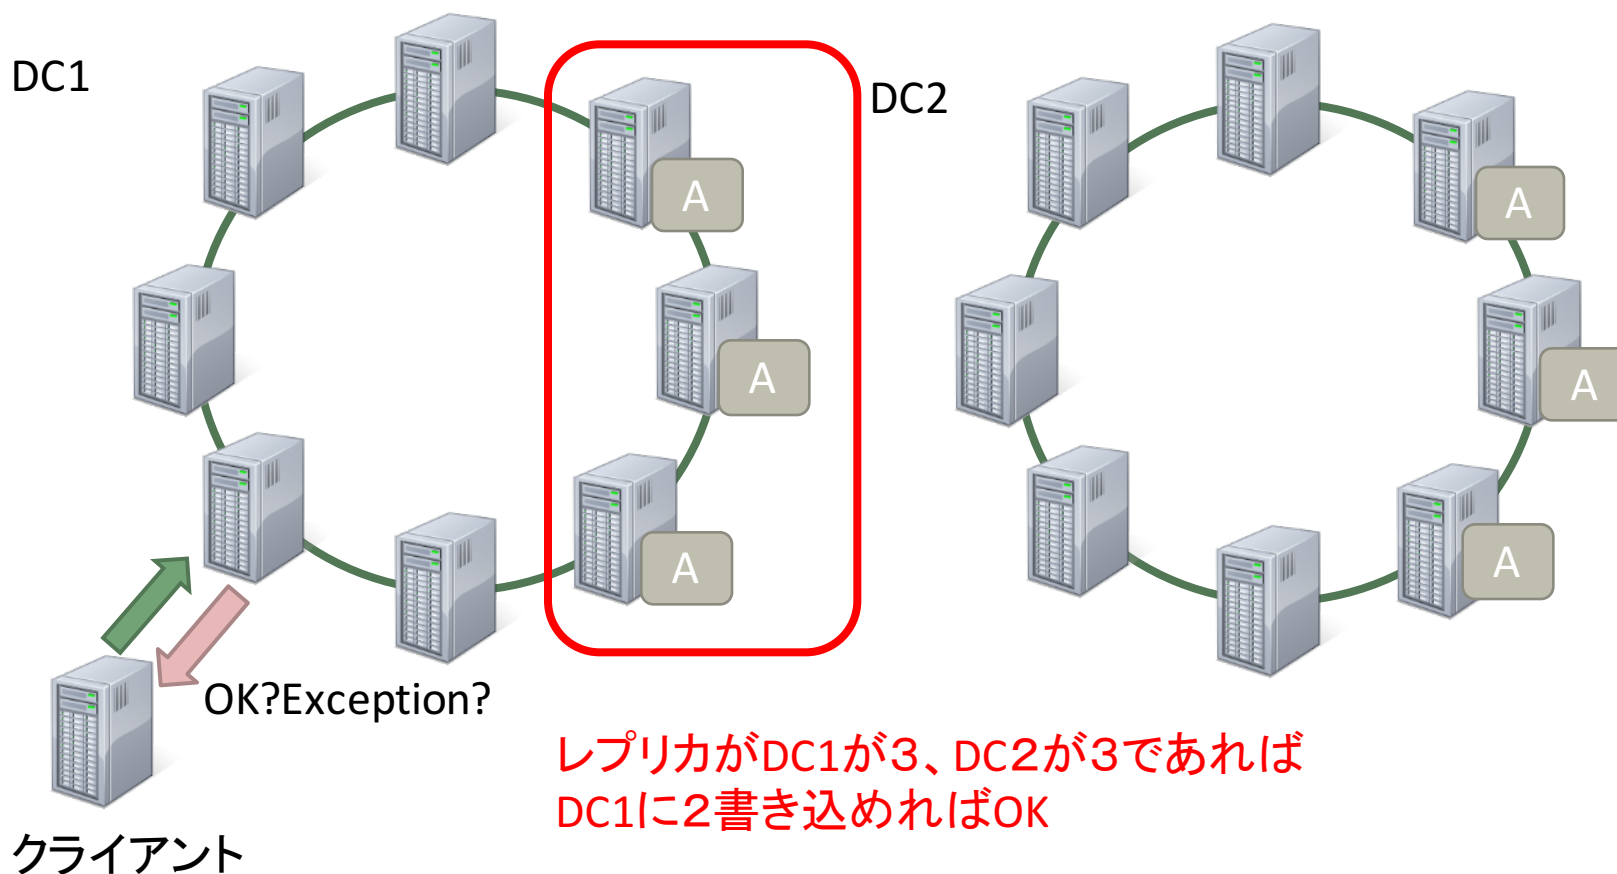 DC1
DC2
A
A
A
A
A
A
OK?Exception?
レプリカがDC1が３、DC２が３であれば
DC1に２書き込めればOK
クライアント